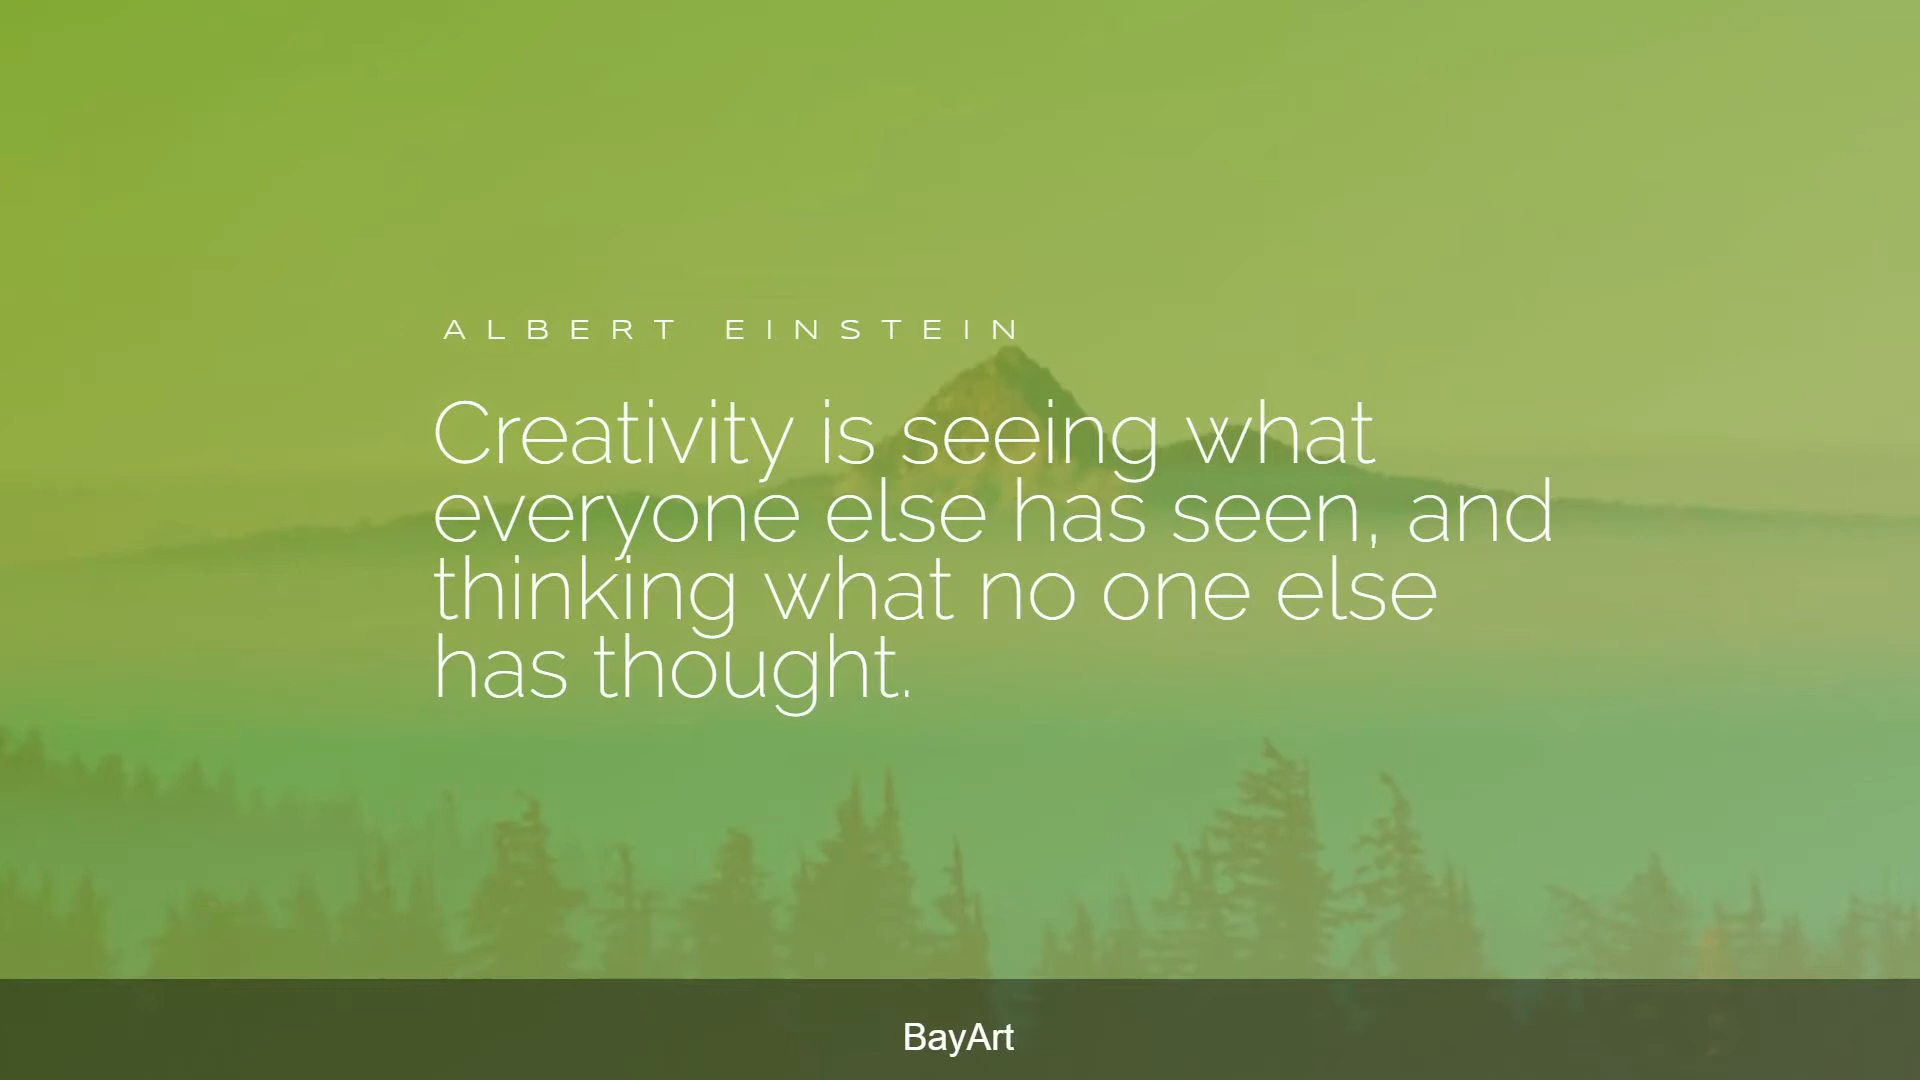 ALBERT EINSTEIN
Creativity is seeing what
everyone else has seen, and
thinking what no one else
has thought.
BayArt